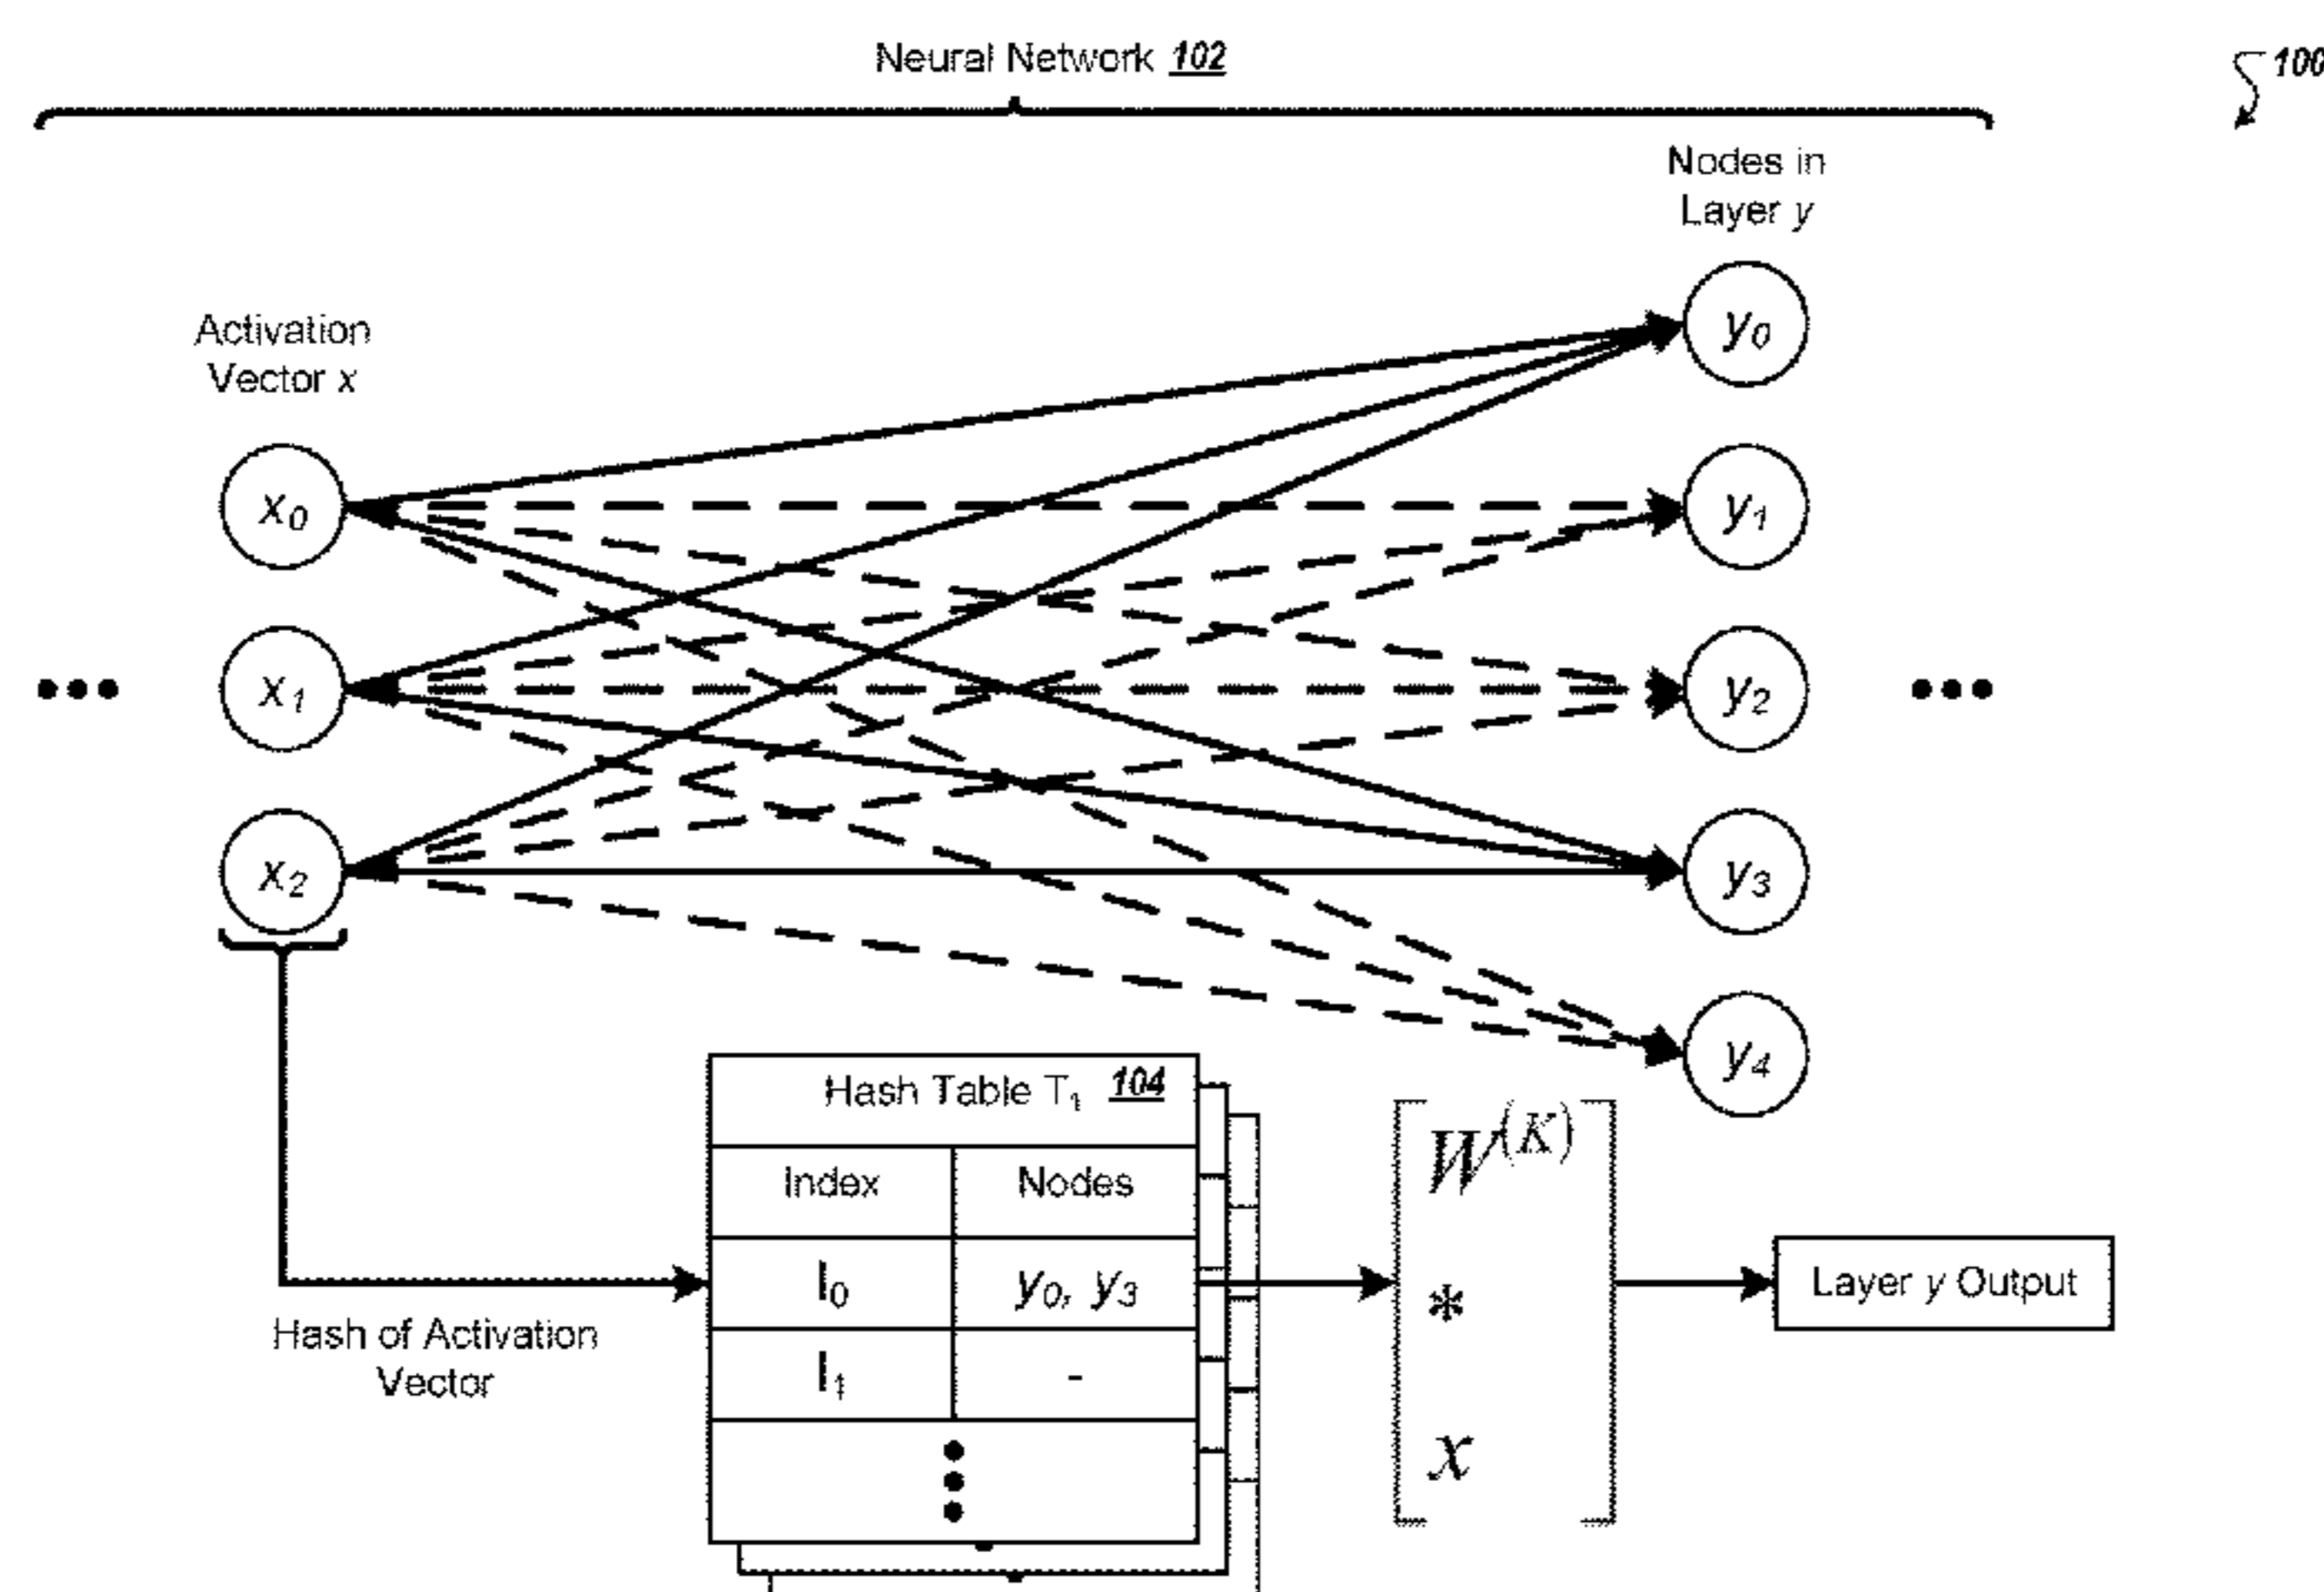 Neural Network 102
100
Nodes in
Layer y
Activation
Vector x
y0
x0
y1
x1
y2
x2
y3
y4
Hash Table T1 104
Index Nodes
I0 y0, y3
I1 -
Hash of Activation
Vector
W(K)
*
x
Layer y Output